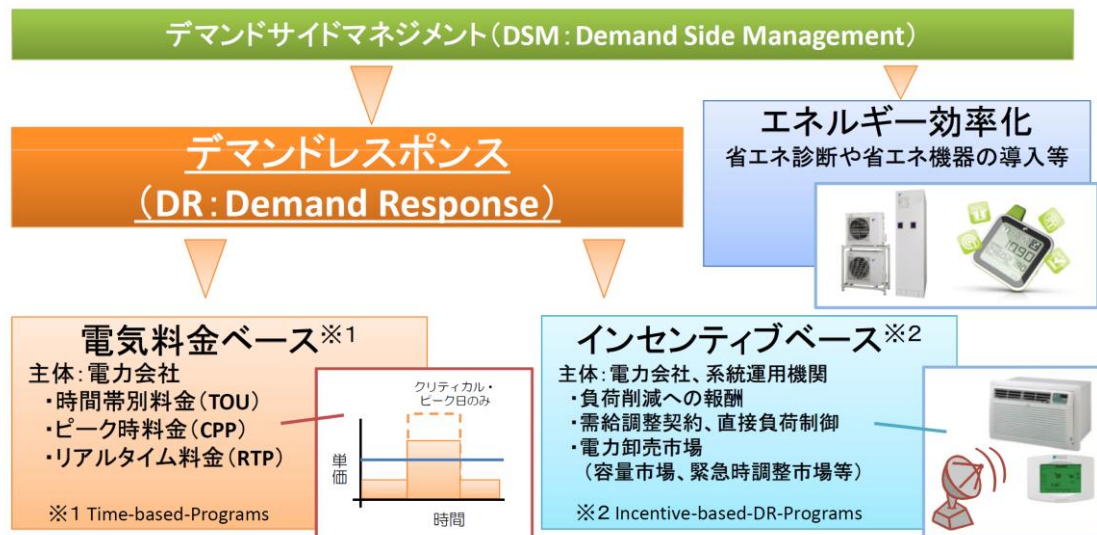 デマンドサイドマネジメント（DSM：Demand Side Management）
デマンドレスポンス
（DR：Demand Response）
エネルギー効率化
省エネ診断や省エネ機器の導入等
電気料金ベース※1
主体：電力会社
・時間帯別料金（TOU）
・ピーク時料金（CPP）
・リアルタイム料金（RTP）
※1 Time-based-Programs
クリティカル・
ピーク日のみ
単価
時間
インセンティブベース※2
主体：電力会社、系統運用機関
・負荷削減への報酬
・需給調整契約、直接負荷制御
・電力卸売市場
（容量市場、緊急時調整市場等）
※2 Incentive-based-DR-Programs